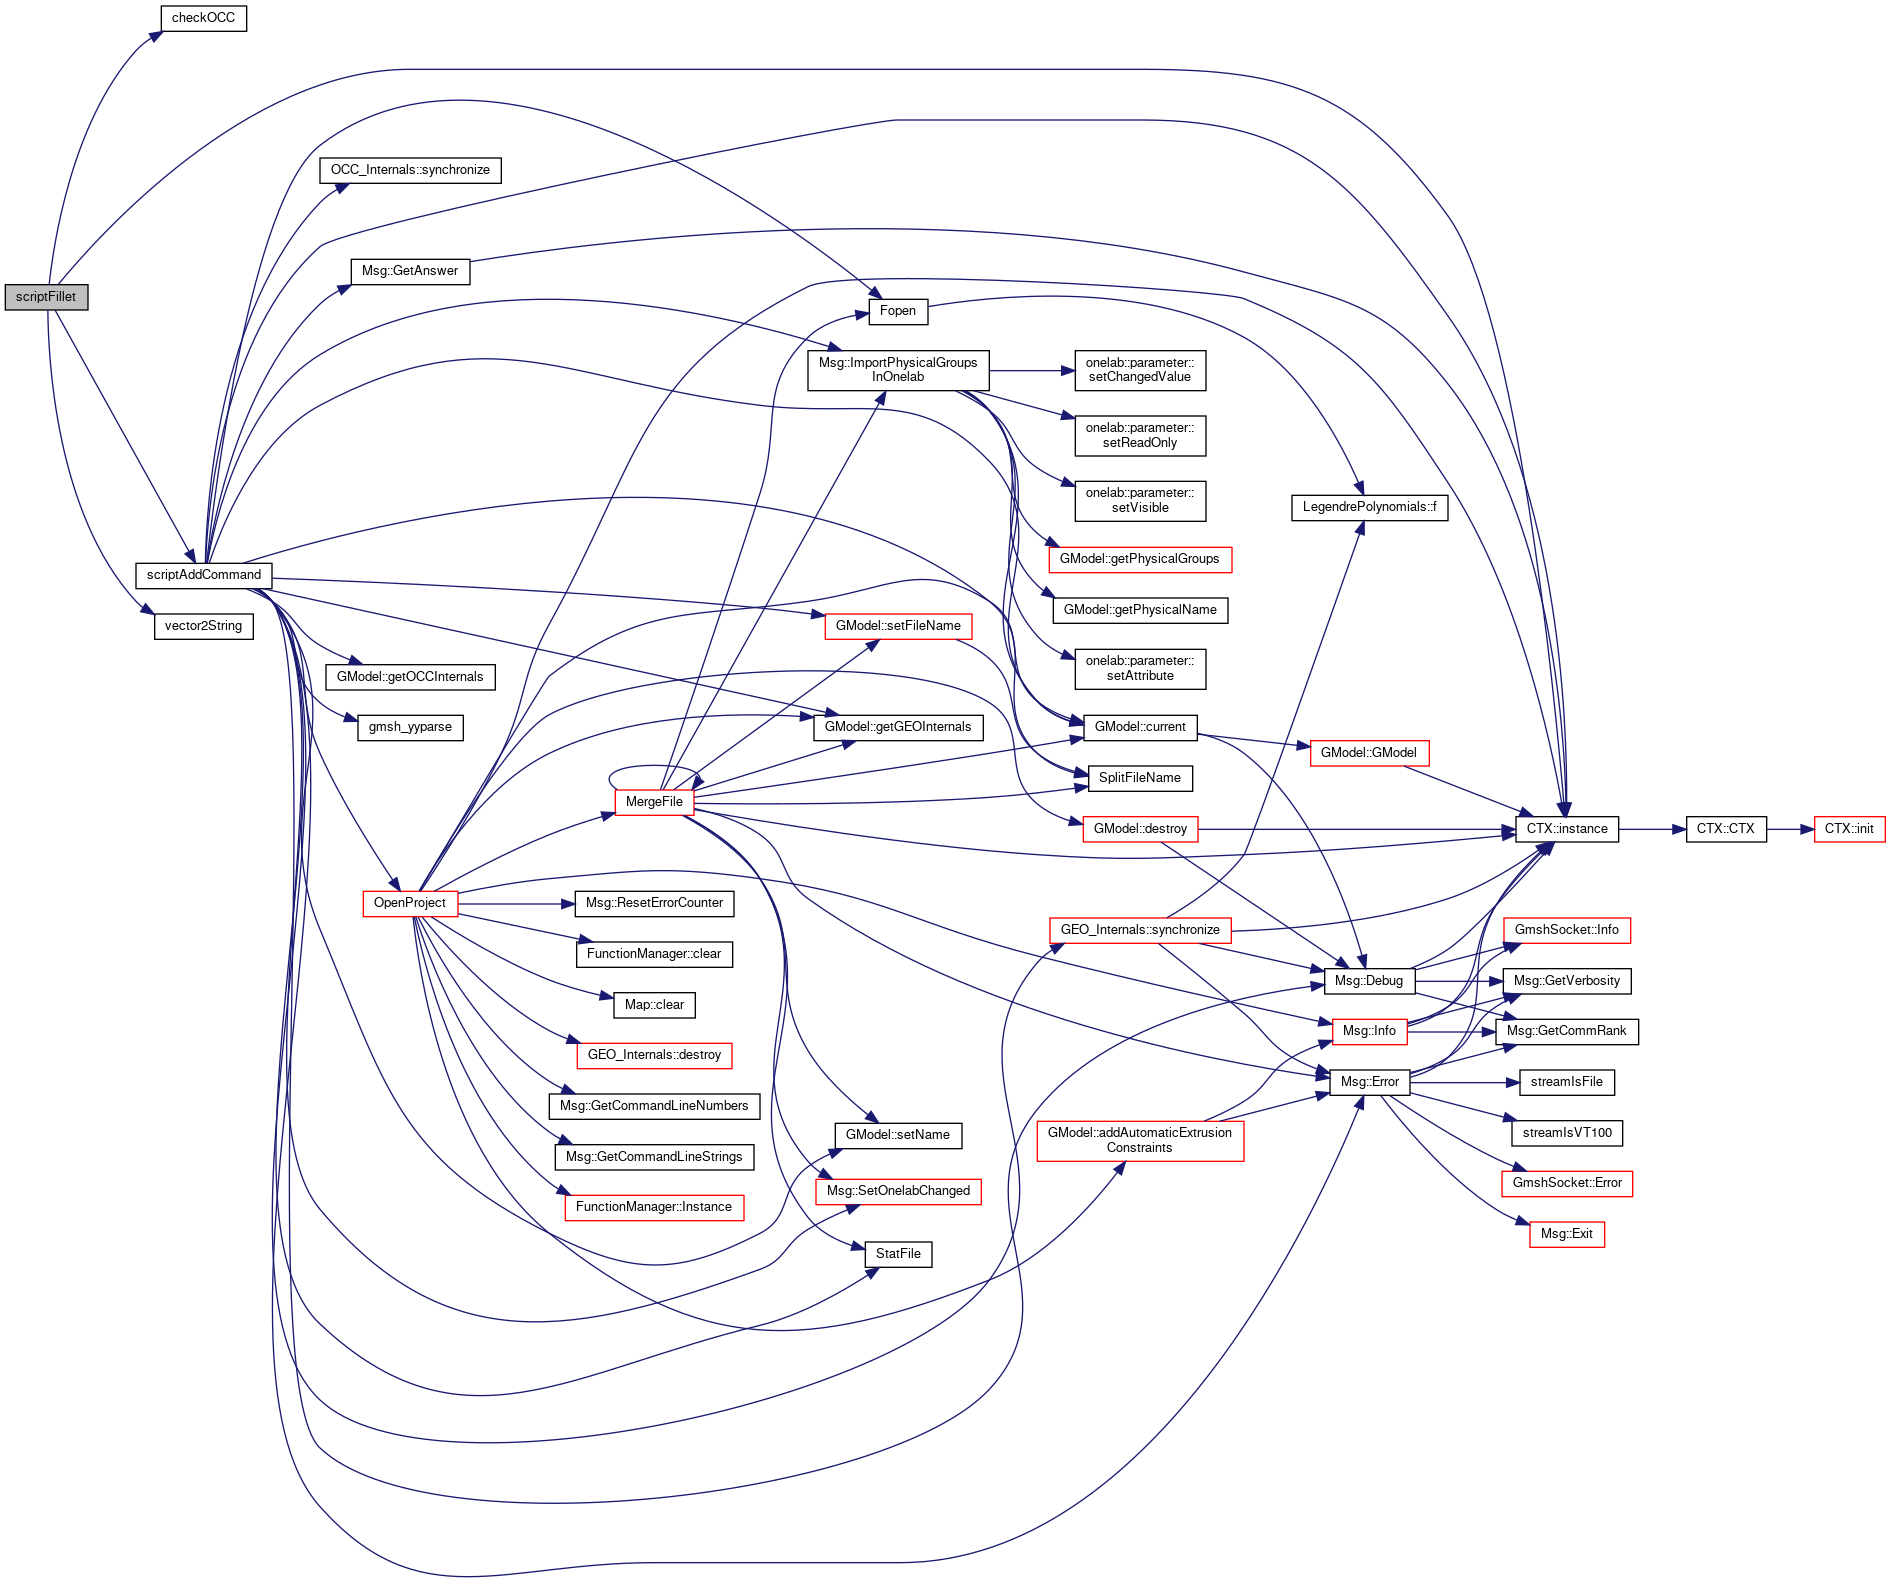 checkOCC
OCC_Internals::synchronize
Msg::GetAnswer
scriptFillet
Fopen
Msg::ImportPhysicalGroups
InOnelab
onelab::parameter::
setChangedValue
onelab::parameter::
setReadOnly
onelab::parameter::
setVisible
LegendrePolynomials::f
GModel::getPhysicalGroups
scriptAddCommand
GModel::getPhysicalName
vector2String
GModel::setFileName
onelab::parameter::
setAttribute
GModel::getOCCInternals
gmsh_yyparse
GModel::getGEOInternals
GModel::current
GModel::GModel
SplitFileName
MergeFile
GModel::destroy
CTX::instance
CTX::CTX
CTX::init
OpenProject
Msg::ResetErrorCounter
GEO_Internals::synchronize
GmshSocket::Info
FunctionManager::clear
Msg::Debug
Msg::GetVerbosity
Map::clear
Msg::Info
Msg::GetCommRank
GEO_Internals::destroy
Msg::Error
streamIsFile
Msg::GetCommandLineNumbers
GModel::setName
GModel::addAutomaticExtrusion
Constraints
streamIsVT100
Msg::GetCommandLineStrings
GmshSocket::Error
Msg::SetOnelabChanged
FunctionManager::Instance
Msg::Exit
StatFile